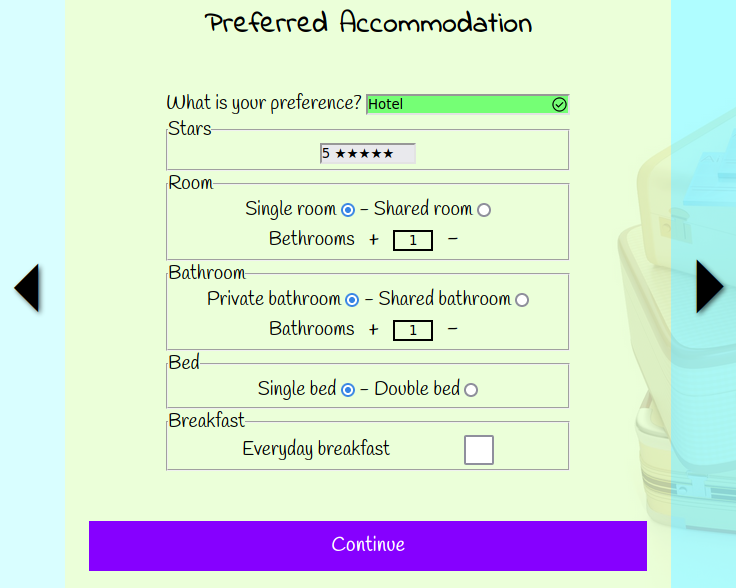 Preferred Accommodation
What is your preference? Hotel
Stars
5 ★★★★★
Room
Single room - Shared room
Bethrooms + 1 -
Bathroom
Private bathroom - Shared bathroom
Bathrooms + 1 -
Bed
Single bed - Double bed
Breakfast
Everyday breakfast
Continue